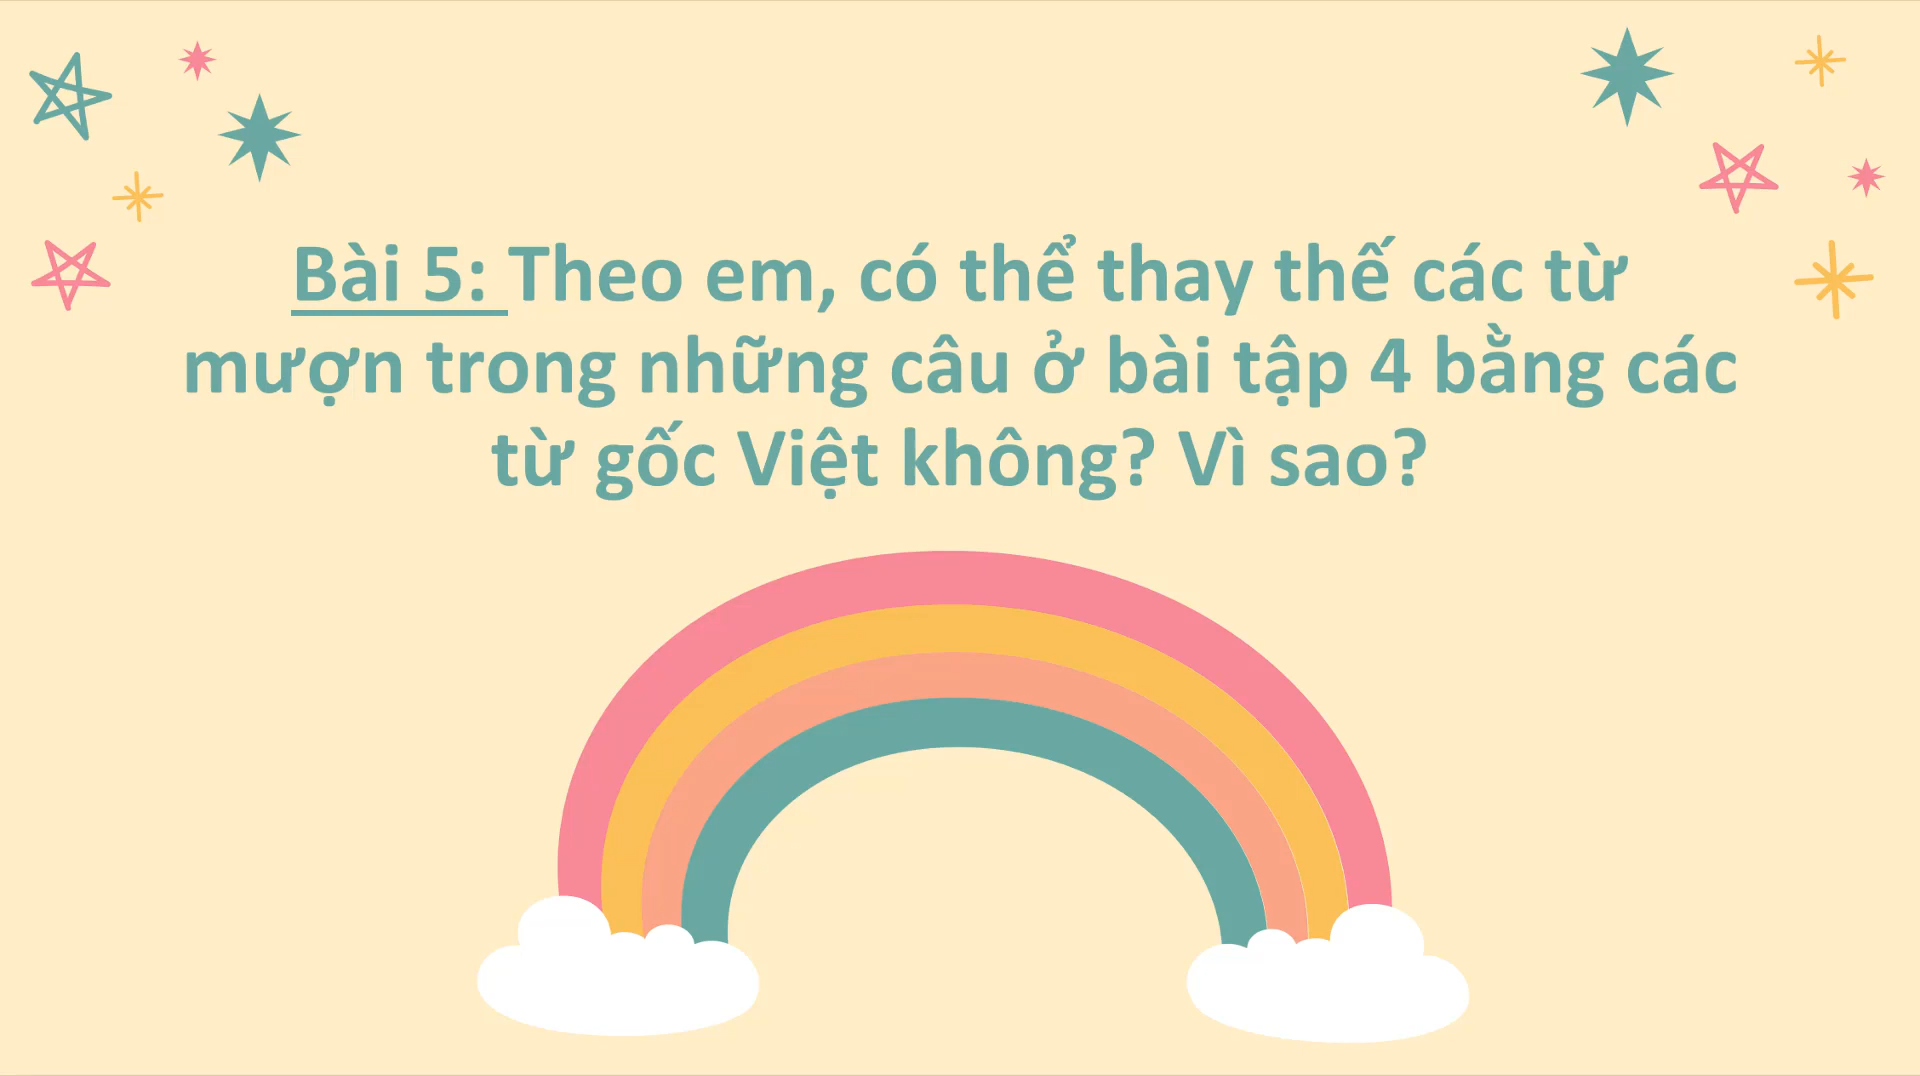 Bài 5: Theo em, có thể thay thế các từ
mượn trong những câu ở bài tập 4 bằng các
từ gốc Việt không? Vì sao?